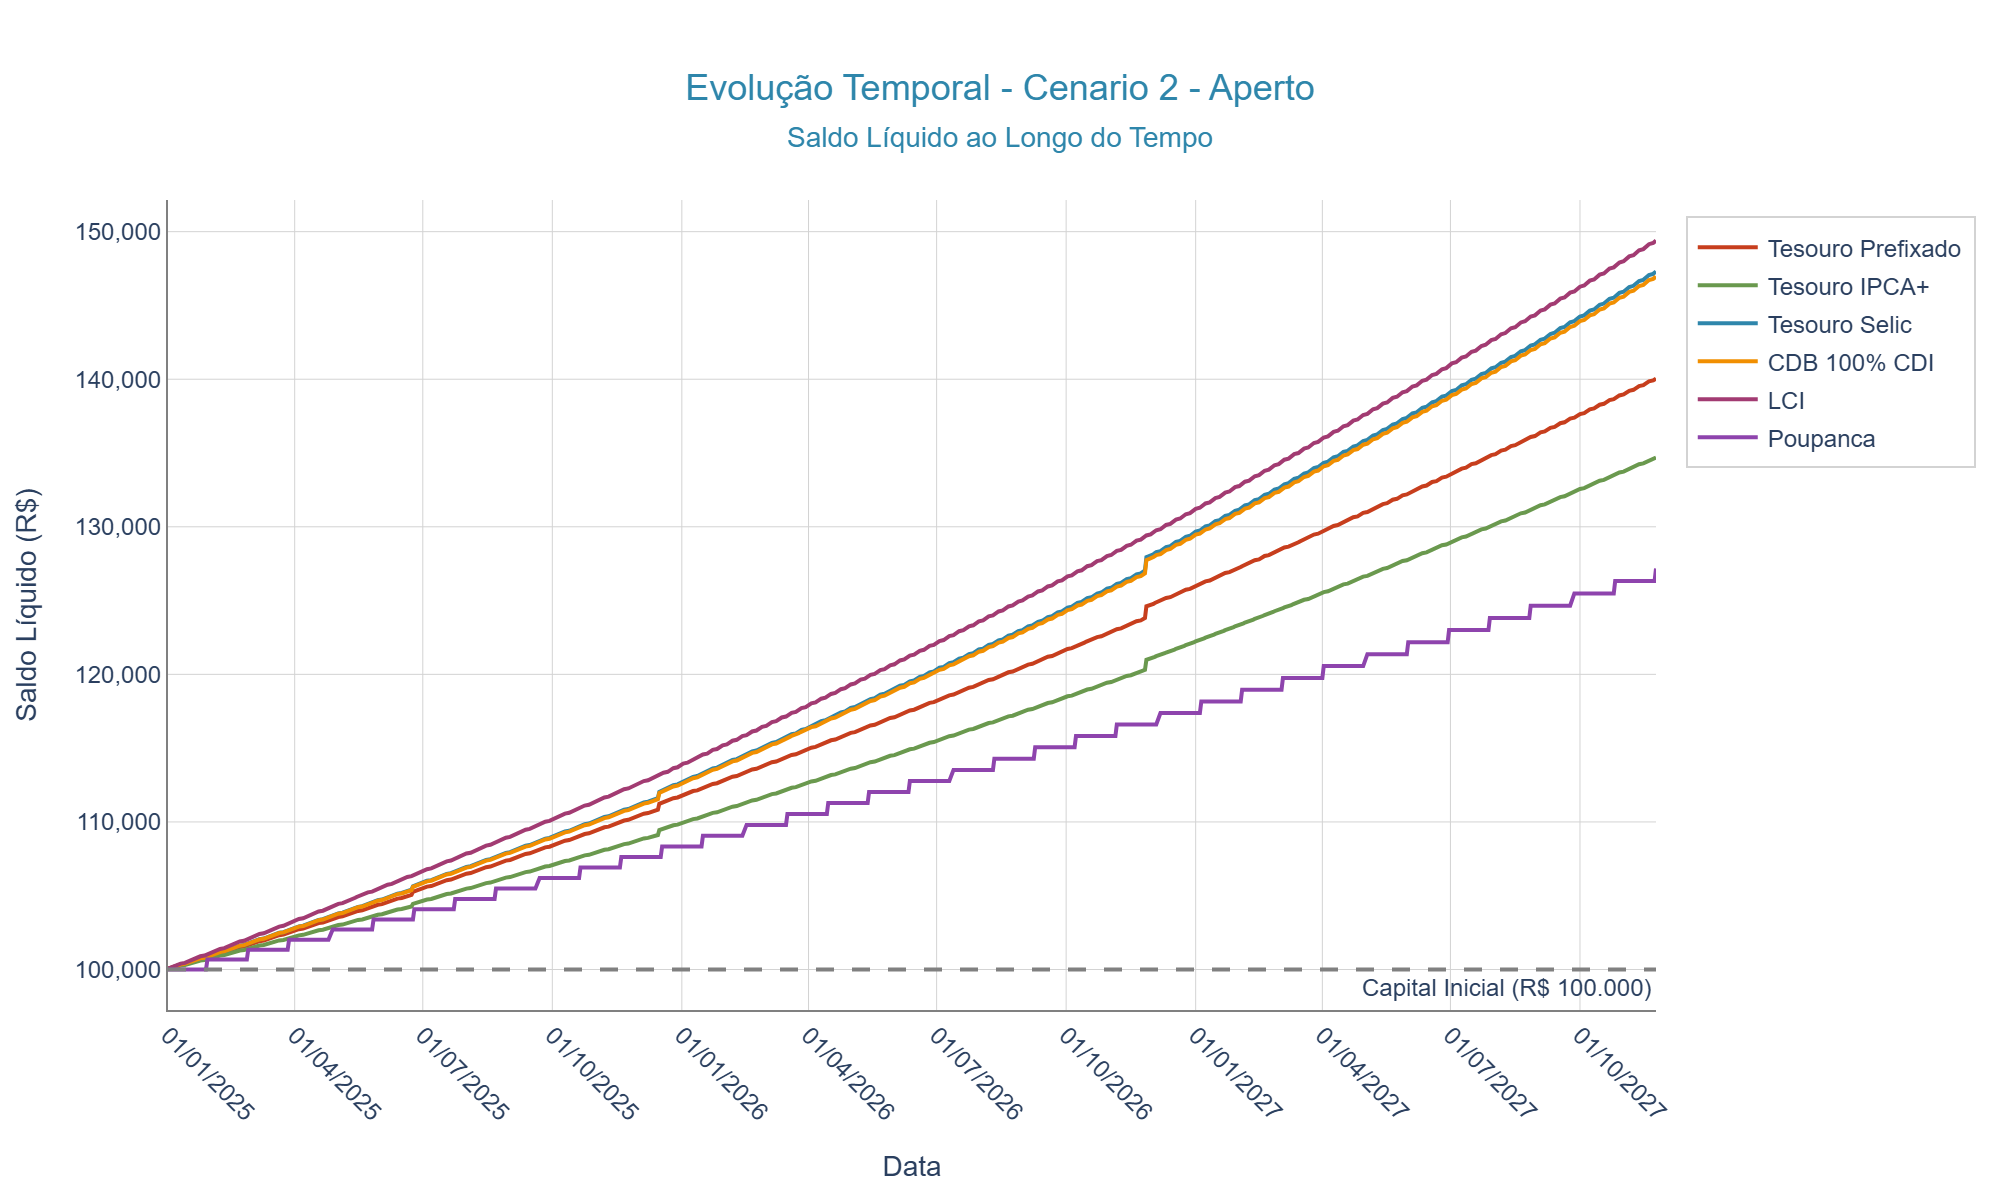 Evolução Temporal - Cenario 2 - Aperto
Saldo Líquido ao Longo do Tempo
Saldo Líquido (R$)
150,000
140,000
130,000
120,000
110,000
100,000
Tesouro Prefixado
Tesouro IPCA+
Tesouro Selic
CDB 100% CDI
LCI
Poupanca
Capital Inicial (R$ 100.000)
01/01/2025
01/04/2025
01/07/2025
01/10/2025
01/01/2026
01/04/2026
01/07/2026
01/10/2026
01/01/2027
01/04/2027
01/07/2027
01/10/2027
Data